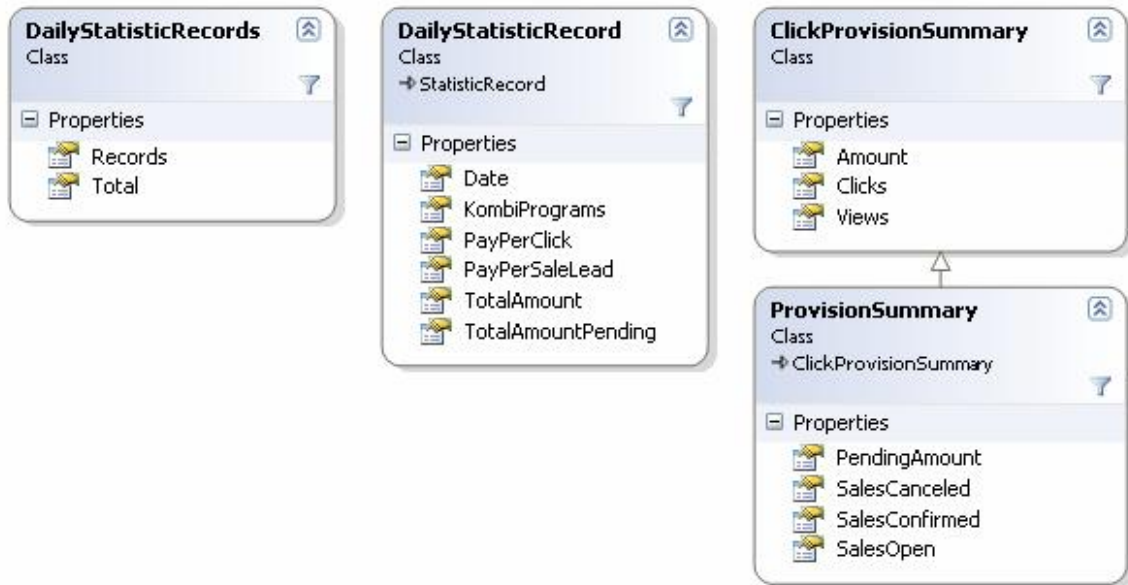 DailyStatisticRecords
Class
Properties
Records
Total
DailyStatisticRecord
Class
StatisticRecord
Properties
Date
KombiPrograms
PayPerClick
PayPerSaleLead
TotalAmount
TotalAmountPending
ClickProvisionSummary
Class
Properties
Amount
Clicks
Views
ProvisionSummary
Class
ClickProvisionSummary
Properties
PendingAmount
SalesCanceled
SalesConfirmed
SalesOpen